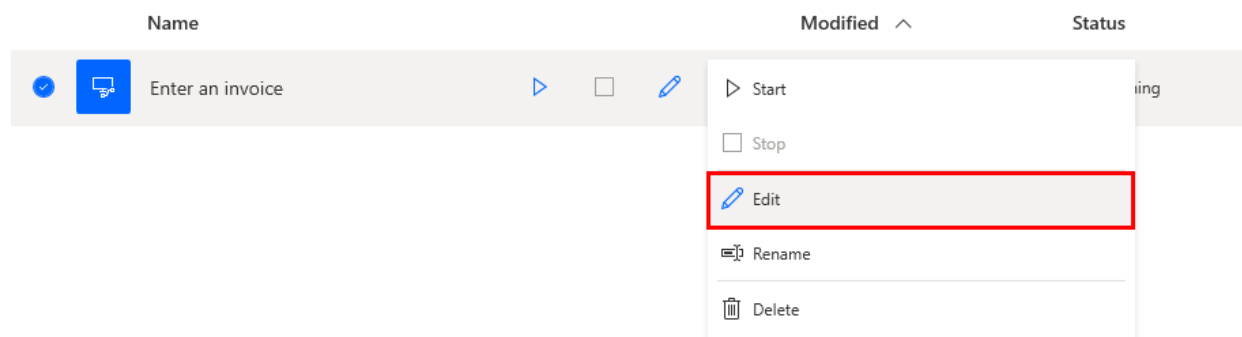 Name Modified Status
Enter an invoice
Start
Stop
Edit
Rename
Delete